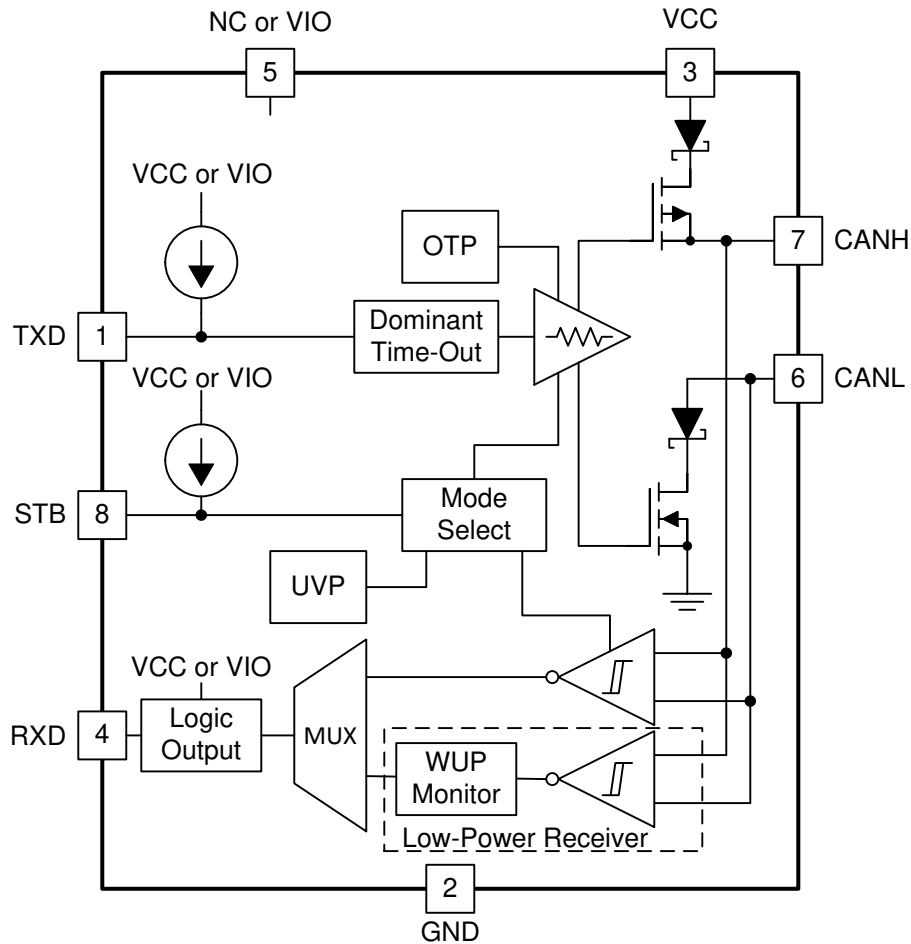 NC or VIO
VCC
5
3
VCC or VIO
OTP
7
CANH
TXD
1
Dominant
Time-Out
VCC or VIO
6
CANL
STB
8
Mode
Select
UVP
VCC or VIO
RXD
4
Logic
Output
MUX
WUP
Monitor
Low-Power Receiver
2
GND